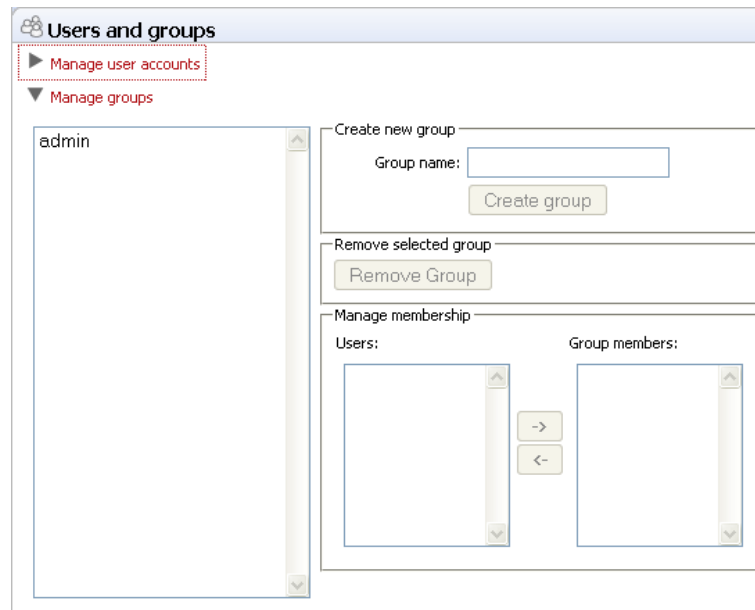 Users and groups
Manage user accounts
Manage groups
admin
Create new group
Group name:
Create group
Remove selected group
Remove Group
Manage membership
Users:
Group members:
->
<-